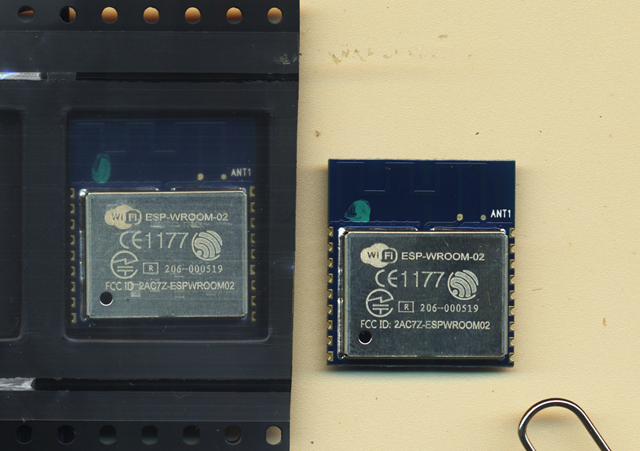 ANT1
WiFi ESP-WROOM-02
CE1177
R 206-000519
FCC ID: 2AC7Z-ESPWROOM02
ANT1
WiFi ESP-WROOM-02
CE1177
R 206-000519
FCC ID: 2AC7Z-ESPWROOM02